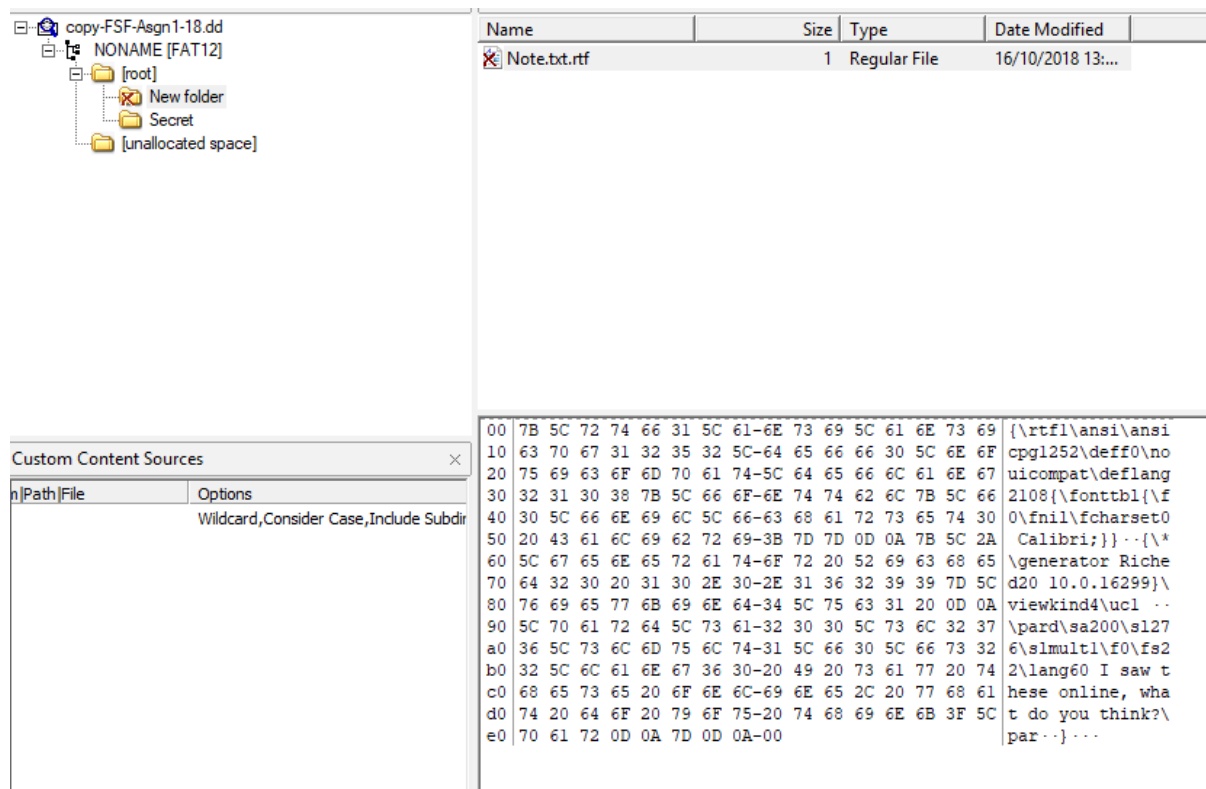 copy-FSF-Asgn1-18.dd
NONAME [FAT12]
[root]
New folder
Secret
[unallocated space]
Name Size Type Date Modified
Note.txt.rtf 1 Regular File 16/10/2018 13:...
Custom Content Sources ×
n|Path|File Options
Wildcard,Consider Case,Include Subdir
00 7B 5C 72 74 66 31 5C 61-6E 73 69 5C 61 6E 73 69 {\rtf1\ansi\ansi
10 63 70 67 31 32 35 32 5C-64 65 66 66 30 5C 6E 6F cpg1252\deff0\no
20 75 69 63 6F 6D 70 61 74-5C 64 65 66 6C 61 6E 67 uicompat\deflang
30 32 31 30 38 7B 5C 66 6F-6E 74 74 62 6C 7B 5C 66 2108{\fonttbl{\f
40 30 5C 66 6E 69 6C 5C 66-63 68 61 72 73 65 74 30 0\fnil\fcharset0
50 20 43 61 6C 69 62 72 69-3B 7D 7D 0D 0A 7B 5C 2A Calibri;}}··{\*
60 5C 67 65 6E 65 72 61 74-6F 72 20 52 69 63 68 65 \generator Riche
70 64 32 30 20 31 30 2E 30-2E 31 36 32 39 39 7D 5C d20 10.0.16299}\
80 76 69 65 77 6B 69 6E 64-34 5C 75 63 31 20 0D 0A viewkind4\uc1 ··
90 5C 70 61 72 64 5C 73 61-32 30 30 5C 73 6C 32 37 \pard\sa200\sl27
a0 36 5C 73 6C 6D 75 6C 74-31 5C 66 30 5C 66 73 32 6\slmult1\f0\fs2
b0 32 5C 6C 61 6E 67 36 30-20 49 20 73 61 77 20 74 2\lang60 I saw t
c0 68 65 73 65 20 6F 6E 6C-69 6E 65 2C 20 77 68 61 hese online, wha
d0 74 20 64 6F 20 79 6F 75-20 74 68 69 6E 6B 3F 5C t do you think?\
e0 70 61 72 0D 0A 7D 0D 0A-00 par··}···